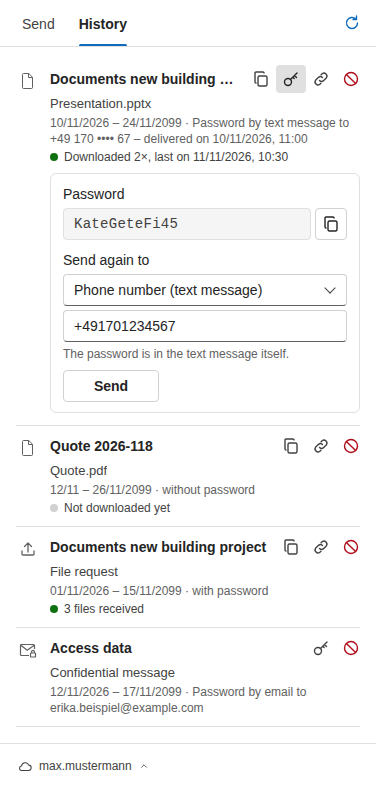 Send
History
Documents new building …
Presentation.pptx
10/11/2026 – 24/11/2099 · Password by text message to
+49 170 •••• 67 – delivered on 10/11/2026, 11:00
Downloaded 2×, last on 11/11/2026, 10:30
Password
KateGeteFi45
Send again to
Phone number (text message)
+491701234567
The password is in the text message itself.
Send
Quote 2026-118
Quote.pdf
12/11 – 26/11/2099 · without password
Not downloaded yet
Documents new building project
File request
01/11/2026 – 15/11/2099 · with password
3 files received
Access data
Confidential message
12/11/2026 – 17/11/2099 · Password by email to
erika.beispiel@example.com
max.mustermann